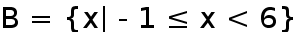 B = {x| - 1 ≤ x < 6}